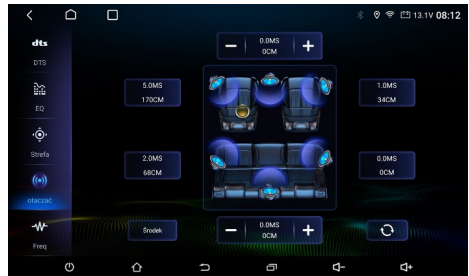 13.1V 08:12
dts
DTS
EQ
Strefa
otaczać
Freq
0.0MS
0CM
5.0MS
170CM
1.0MS
34CM
2.0MS
68CM
0.0MS
0CM
Środek
0.0MS
0CM